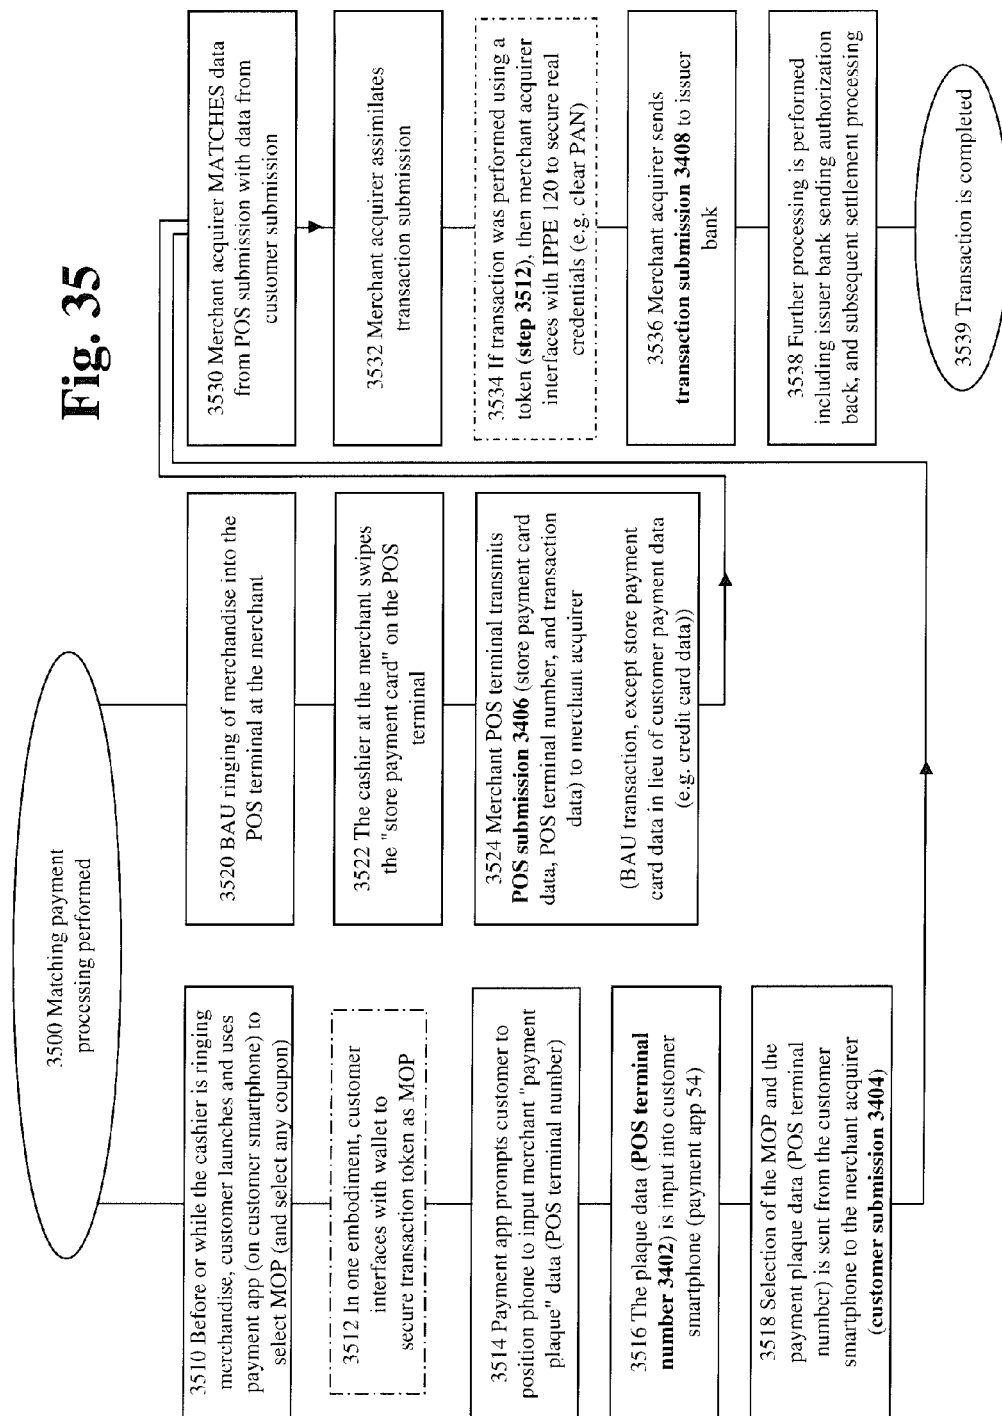 Fig. 35
3500 Matching payment
processing performed
3510 Before or while the cashier is ringing
merchandise, customer launches and uses
payment app (on customer smartphone) to
select MOP (and select any coupon)
3512 In one embodiment, customer
interfaces with wallet to
secure transaction token as MOP
3514 Payment app prompts customer to
position phone to input merchant "payment
plaque" data (POS terminal number)
3516 The plaque data (POS terminal
number 3402) is input into customer
smartphone (payment app 54)
3518 Selection of the MOP and the
payment plaque data (POS terminal
number) is sent from the customer
smartphone to the merchant acquirer
(customer submission 3404)
3520 BAU ringing of merchandise into the
POS terminal at the merchant
3522 The cashier at the merchant swipes
the "store payment card" on the POS
terminal
3524 Merchant POS terminal transmits
POS submission 3406 (store payment card
data, POS terminal number, and transaction
data) to merchant acquirer
(BAU transaction, except store payment
card data in lieu of customer payment data
(e.g. credit card data))
3530 Merchant acquirer MATCHES data
from POS submission with data from
customer submission
3532 Merchant acquirer assimilates
transaction submission
3534 If transaction was performed using a
token (step 3512), then merchant acquirer
interfaces with IPPE 120 to secure real
credentials (e.g. clear PAN)
3536 Merchant acquirer sends
transaction submission 3408 to issuer
bank
3538 Further processing is performed
including issuer bank sending authorization
back, and subsequent settlement processing
3539 Transaction is completed